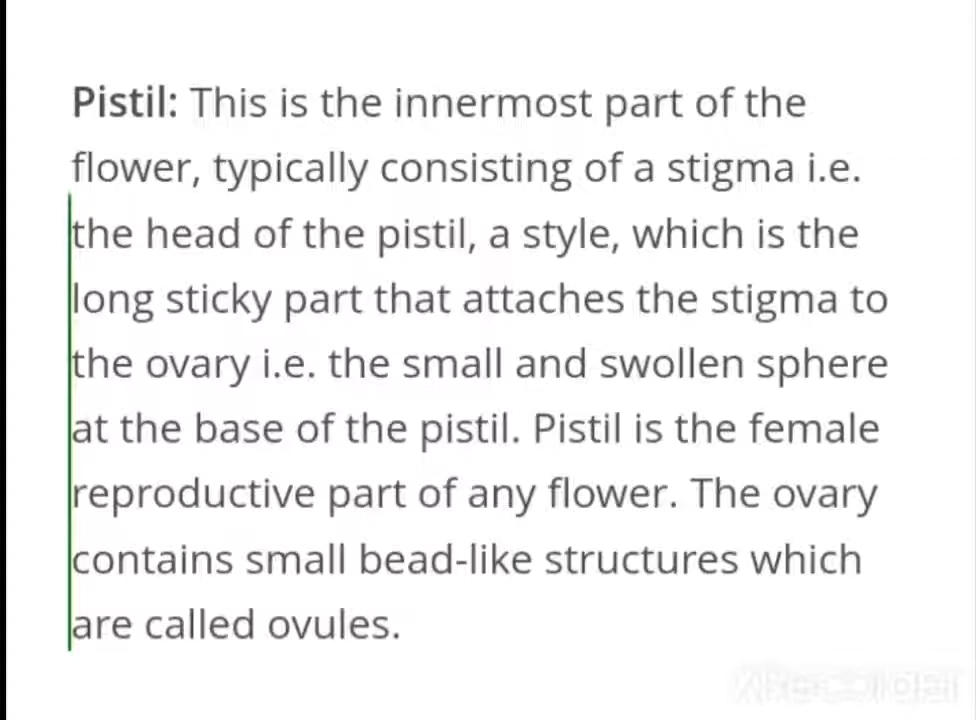 Pistil: This is the innermost part of the
flower, typically consisting of a stigma i.e.
the head of the pistil, a style, which is the
long sticky part that attaches the stigma to
the ovary i.e. the small and swollen sphere
at the base of the pistil. Pistil is the female
reproductive part of any flower. The ovary
contains small bead-like structures which
are called ovules.